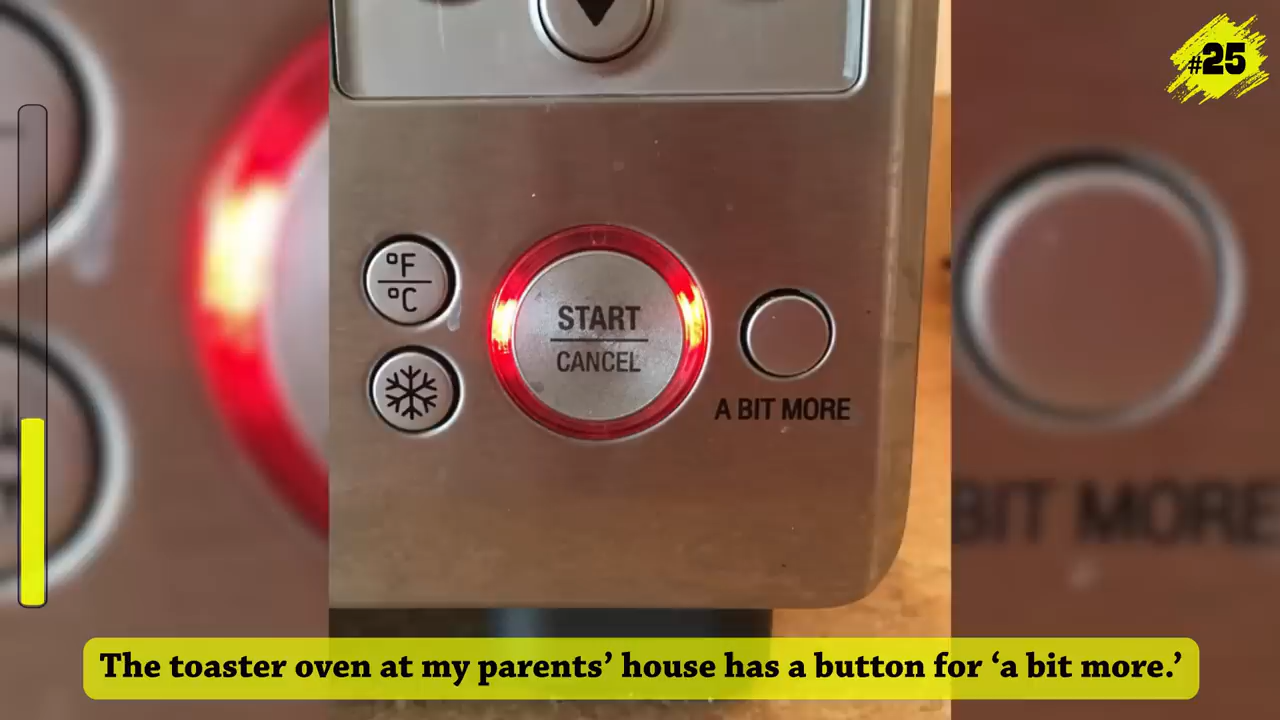 #25
°F
°C
START
CANCEL
A BIT MORE
BIT MORE
The toaster oven at my parents’ house has a button for ‘a bit more.’